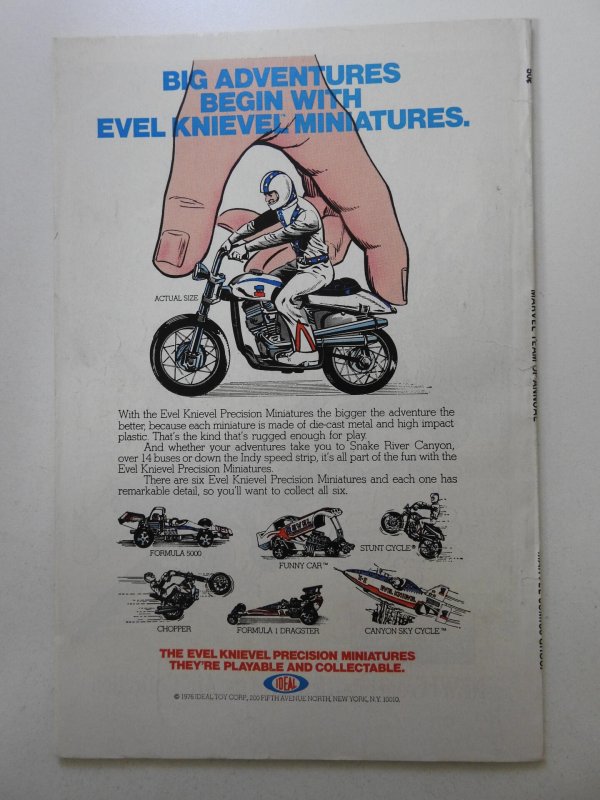 BIG ADVENTURES
BEGIN WITH
EVEL KNIEVEL MINIATURES.
ACTUAL SIZE
With the Evel Knievel Precision Miniatures the bigger the adventure the
better, because each miniature is made of die-cast metal and high impact
plastic. That's the kind that's rugged enough for play.
And whether your adventures take you to Snake River Canyon,
over 14 buses or down the Indy speed strip, it's all part of the fun with the
Evel Knievel Precision Miniatures.
There are six Evel Knievel Precision Miniatures and each one has
remarkable detail, so you'll want to collect all six.
FORMULA 5000
FUNNY CAR™
STUNT CYCLE®
CHOPPER
FORMULA 1 DRAGSTER
CANYON SKY CYCLE™
EVEL KNIEVEL
THE EVEL KNIEVEL PRECISION MINIATURES
THEY'RE PLAYABLE AND COLLECTABLE.
IDEAL
© 1976 IDEAL TOY CORP., 200 FIFTH AVENUE NORTH, NEW YORK, N.Y. 10010.
MARVEL TEAM-UP ANNUAL